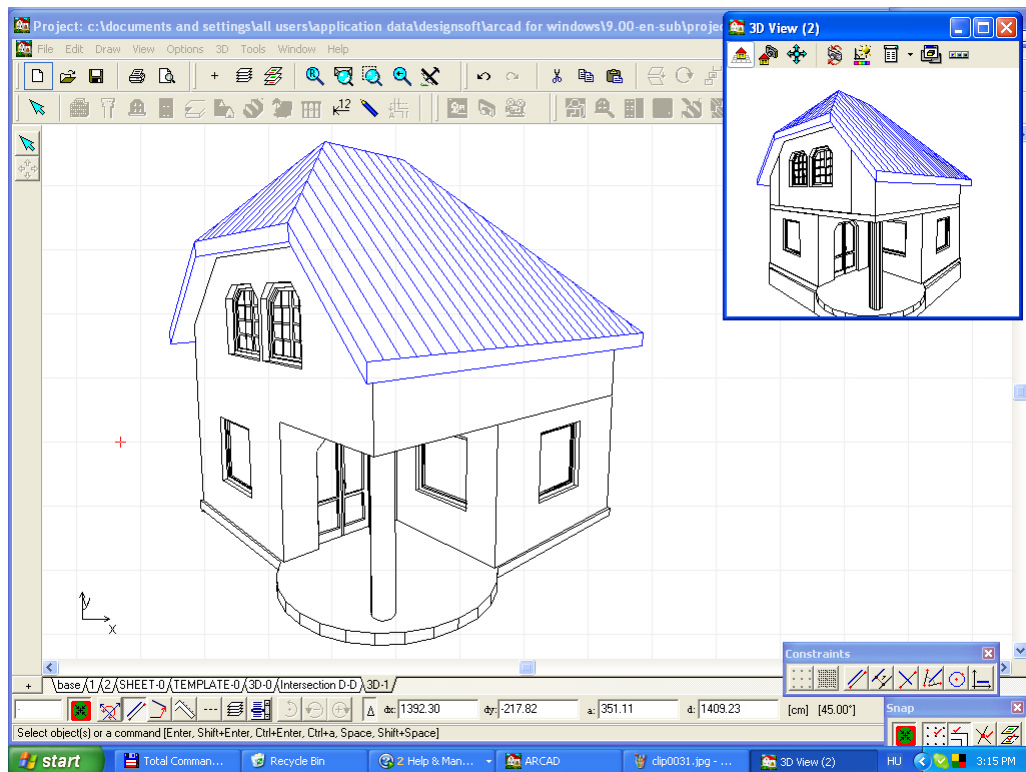 Project: c:\documents and settings\all users\application data\designsoft\arcad for windows\9.00-en-sub\projec
3D View (2)
File Edit Draw View Options 3D Tools Window Help
12
y
x
Constraints
base 1 2 SHEET-0 TEMPLATE-0 3D-0 Intersection D-D 3D-1
dx: 1392.30 dy: -217.82 a: 351.11 d: 1409.23 [cm] [45.00°]
Snap
Select object(s) or a command [Enter, Shift+Enter, Ctrl+Enter, Ctrl+a, Space, Shift+Space]
start Total Comman... Recycle Bin 2 Help & Man... ARCAD clip0031.jpg - ... 3D View (2) HU 3:15 PM